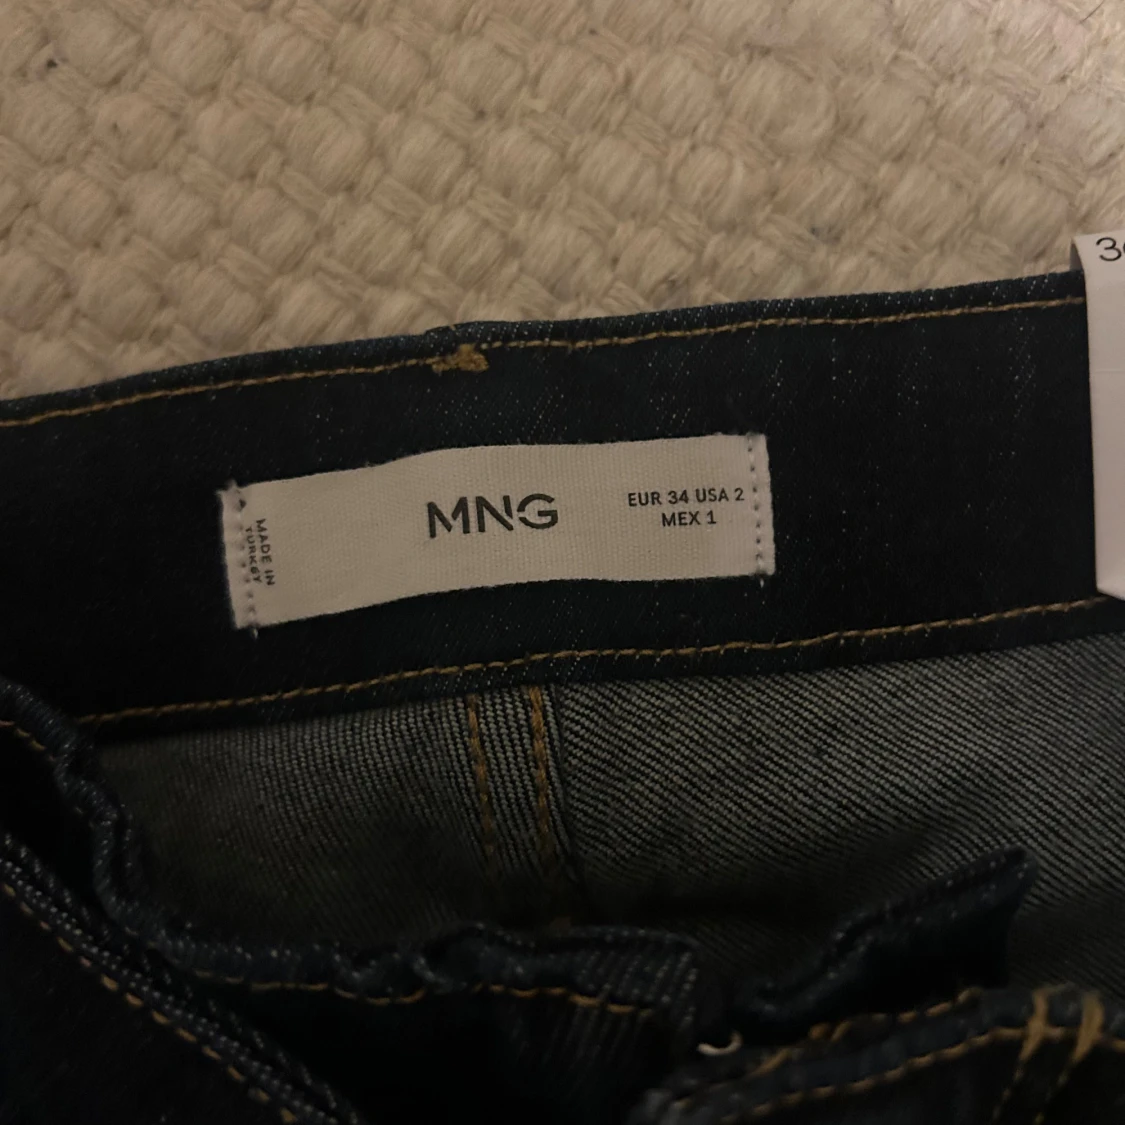 MNG
EUR 34 USA 2
MEX 1
MADE IN
TURKEY